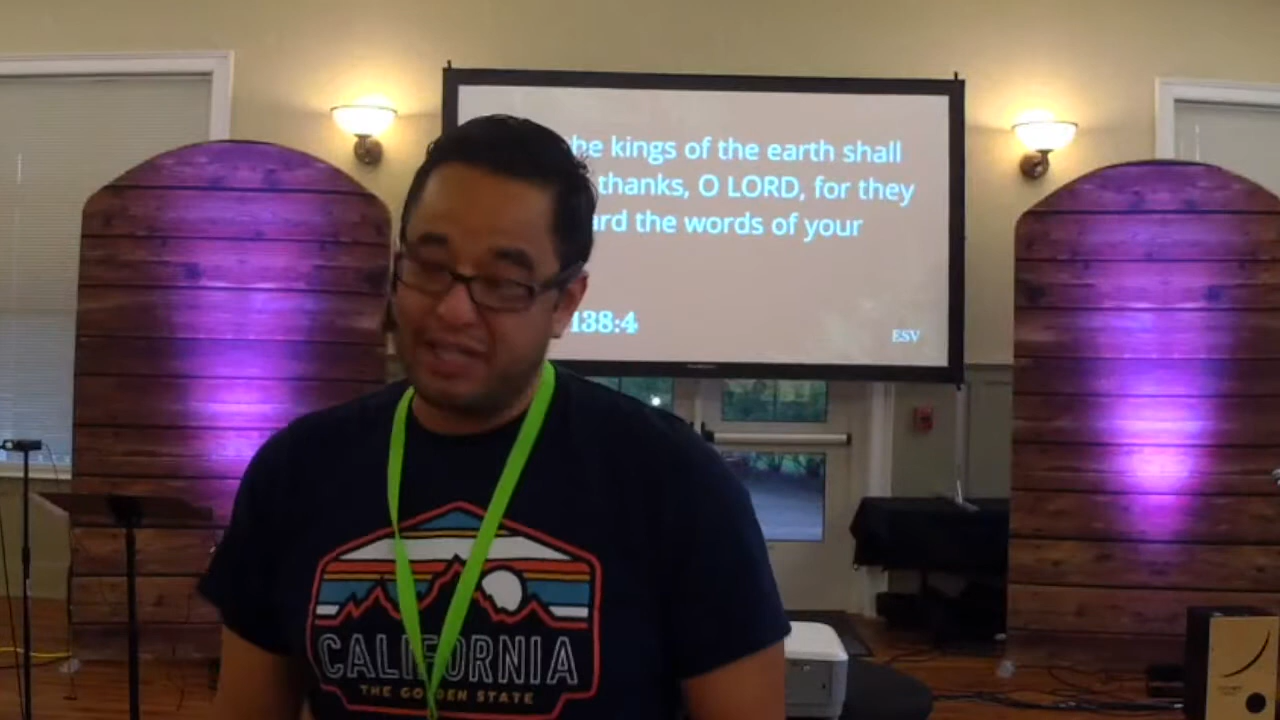 he kings of the earth shall
thanks, O LORD, for they
ard the words of your
138:4
ESV
CALIFORNIA
THE GOLDEN STATE